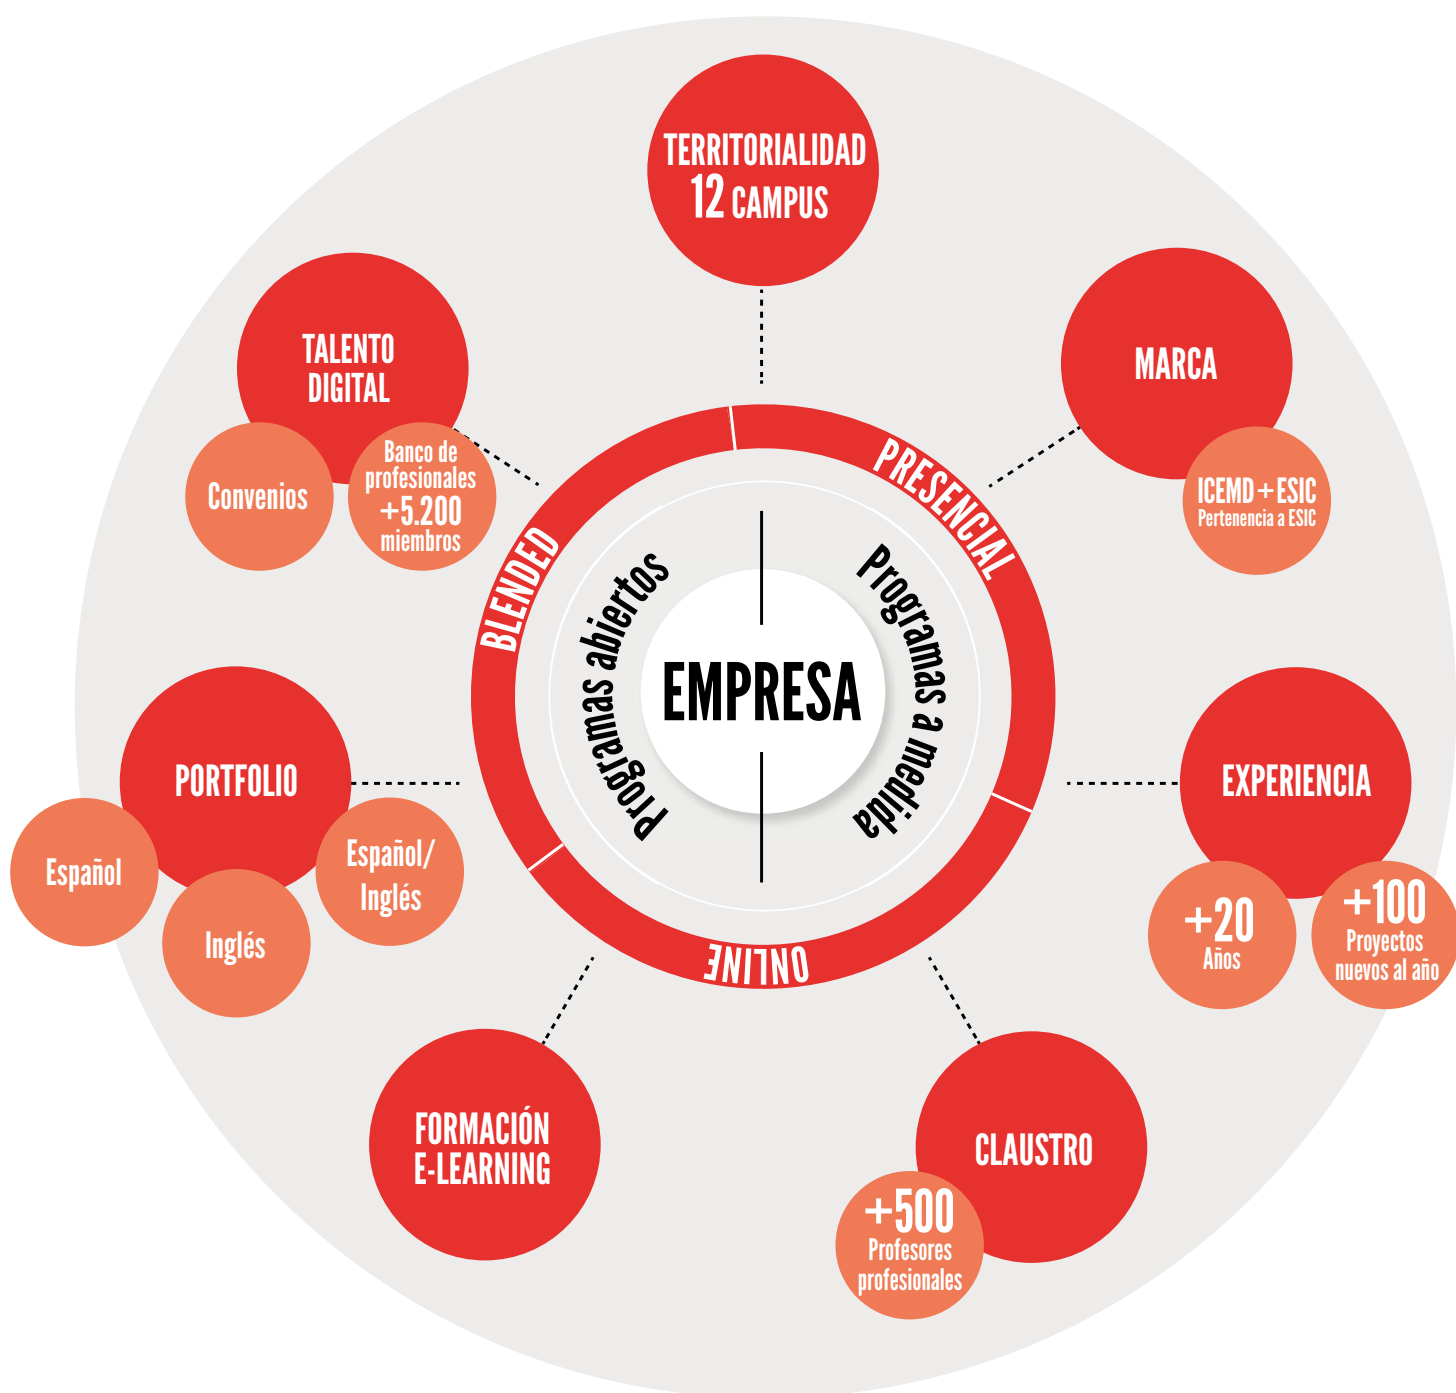 TERRITORIALIDAD
12 CAMPUS
TALENTO
DIGITAL
Convenios
Banco de
profesionales
+5.200
miembros
MARCA
ICEMD+ESIC
Pertenencia a ESIC
BLENDED
PRESENCIAL
ONLINE
Programas abiertos
Programas a medida
EMPRESA
PORTFOLIO
Español
Inglés
Español/
Inglés
EXPERIENCIA
+20
Años
+100
Proyectos
nuevos al año
FORMACIÓN
E-LEARNING
CLAUSTRO
+500
Profesores
profesionales